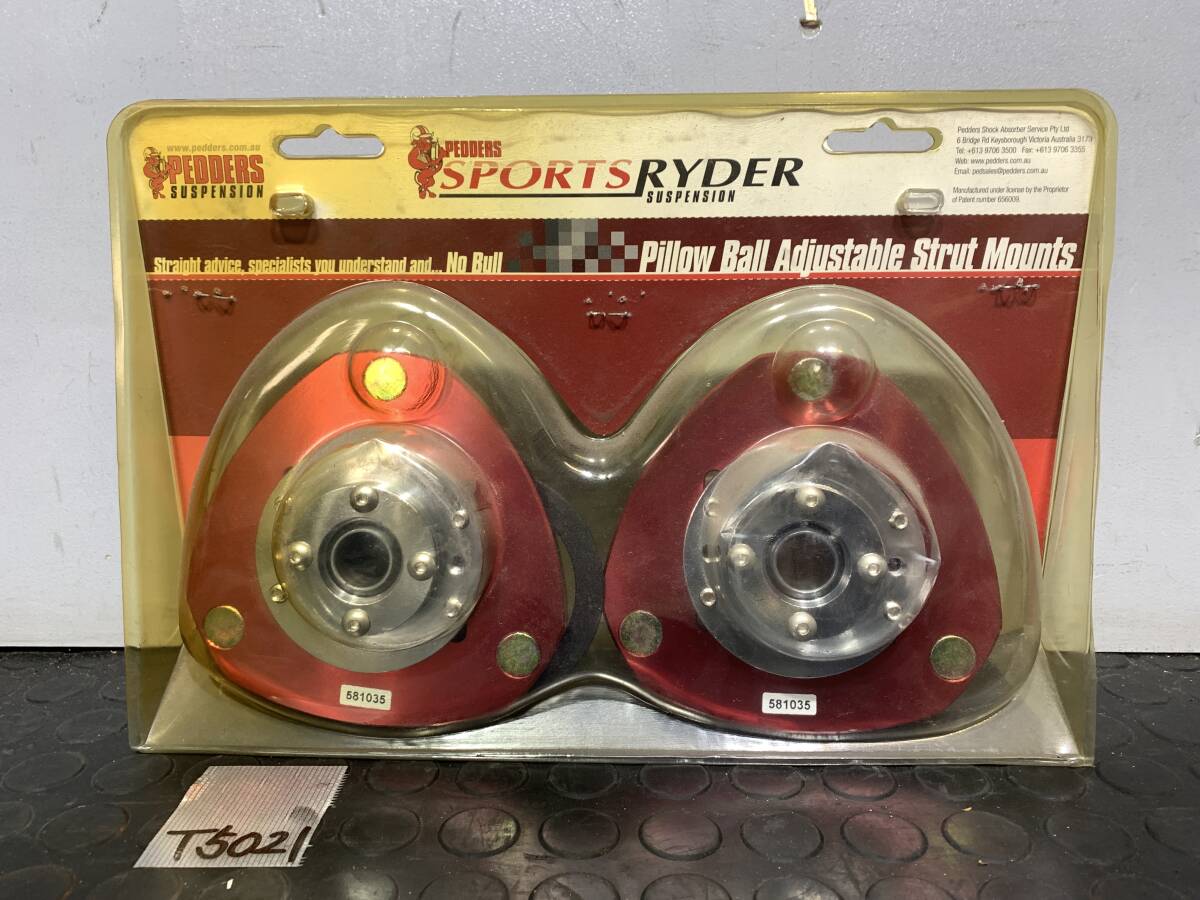 www.pedders.com.au
PEDDERS
SUSPENSION
PEDDERS
SPORTSRYDER
SUSPENSION
Pedders Shock Absorber Service Pty Ltd
6 Bridge Rd Keysborough Victoria Australia 3173
Tel: +613 9706 3500 Fax: +613 9706 3355
Web: www.pedders.com.au
Email: pedsales@pedders.com.au
Manufactured under license by the Proprietor
of Patent number 656009.
Straight advice, specialists you understand and... No Bull
Pillow Ball Adjustable Strut Mounts
581035
581035
T5021